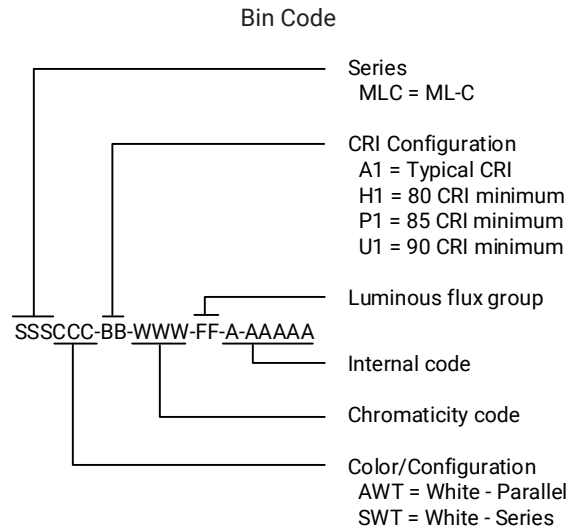 Bin Code
Series
MLC = ML-C
CRI Configuration
A1 = Typical CRI
H1 = 80 CRI minimum
P1 = 85 CRI minimum
U1 = 90 CRI minimum
Luminous flux group
SSSCCC-BB-WWW-FF-A-AAAAA
Internal code
Chromaticity code
Color/Configuration
AWT = White - Parallel
SWT = White - Series